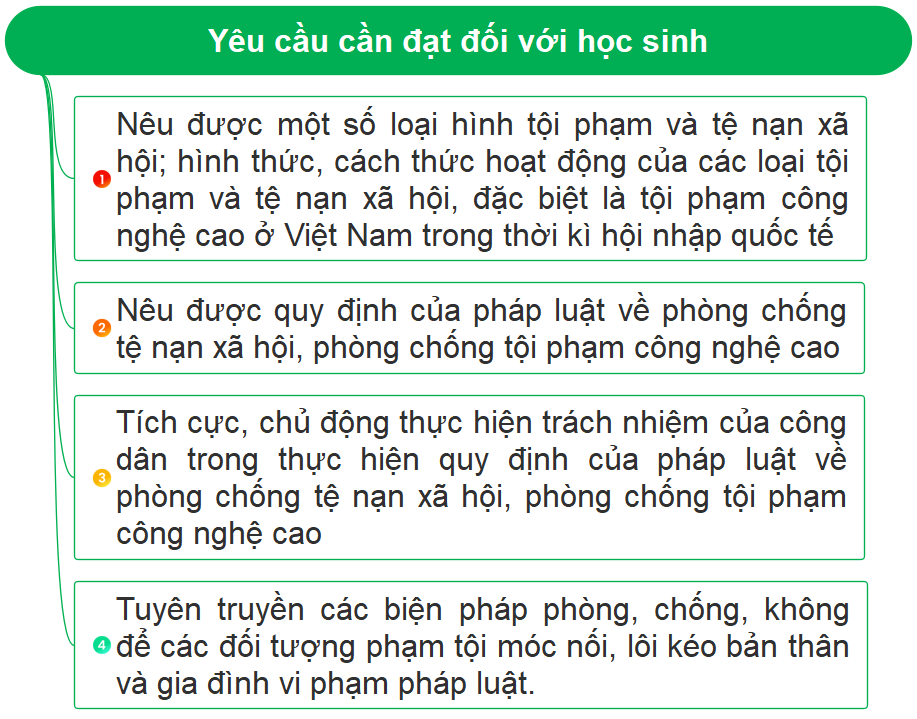 Yêu cầu cần đạt đối với học sinh
1
Nêu được một số loại hình tội phạm và tệ nạn xã
hội; hình thức, cách thức hoạt động của các loại tội
phạm và tệ nạn xã hội, đặc biệt là tội phạm công
nghệ cao ở Việt Nam trong thời kì hội nhập quốc tế
2
Nêu được quy định của pháp luật về phòng chống
tệ nạn xã hội, phòng chống tội phạm công nghệ cao
3
Tích cực, chủ động thực hiện trách nhiệm của công
dân trong thực hiện quy định của pháp luật về
phòng chống tệ nạn xã hội, phòng chống tội phạm
công nghệ cao
4
Tuyên truyền các biện pháp phòng, chống, không
để các đối tượng phạm tội móc nối, lôi kéo bản thân
và gia đình vi phạm pháp luật.